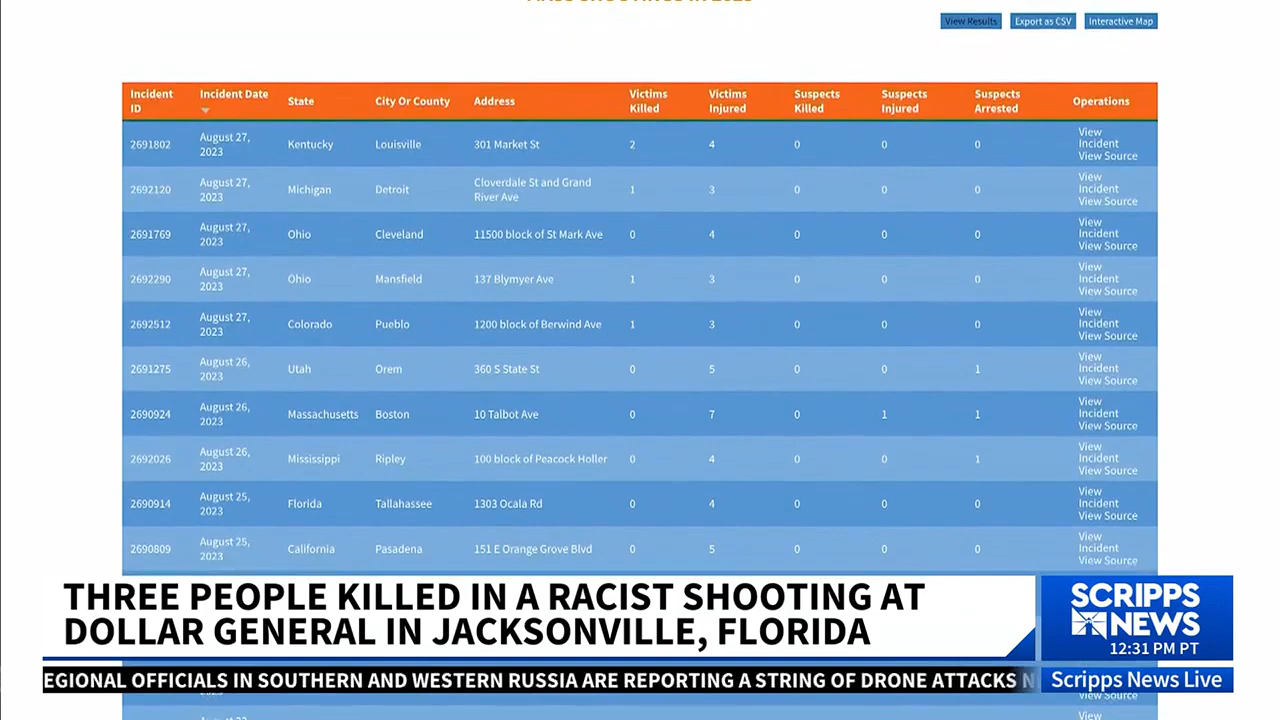 View Results Export as CSV Interactive Map
Incident ID Incident Date State City Or County Address Victims Killed Victims Injured Suspects Killed Suspects Injured Suspects Arrested Operations
2691802 August 27, 2023 Kentucky Louisville 301 Market St 2 4 0 0 0 View Incident View Source
2692120 August 27, 2023 Michigan Detroit Cloverdale St and Grand River Ave 1 3 0 0 0 View Incident View Source
2691769 August 27, 2023 Ohio Cleveland 11500 block of St Mark Ave 0 4 0 0 0 View Incident View Source
2692290 August 27, 2023 Ohio Mansfield 137 Blymyer Ave 1 3 0 0 0 View Incident View Source
2692512 August 27, 2023 Colorado Pueblo 1200 block of Berwind Ave 1 3 0 0 0 View Incident View Source
2691275 August 26, 2023 Utah Orem 360 S State St 0 5 0 0 1 View Incident View Source
2690924 August 26, 2023 Massachusetts Boston 10 Talbot Ave 0 7 0 1 1 View Incident View Source
2692026 August 26, 2023 Mississippi Ripley 100 block of Peacock Holler 0 4 0 0 1 View Incident View Source
2690914 August 25, 2023 Florida Tallahassee 1303 Ocala Rd 0 4 0 0 0 View Incident View Source
2690809 August 25, 2023 California Pasadena 151 E Orange Grove Blvd 0 5 0 0 0 View Incident View Source
THREE PEOPLE KILLED IN A RACIST SHOOTING AT
DOLLAR GENERAL IN JACKSONVILLE, FLORIDA
SCRIPPS
NEWS
12:31 PM PT
EGIONAL OFFICIALS IN SOUTHERN AND WESTERN RUSSIA ARE REPORTING A STRING OF DRONE ATTACKS N
Scripps News Live